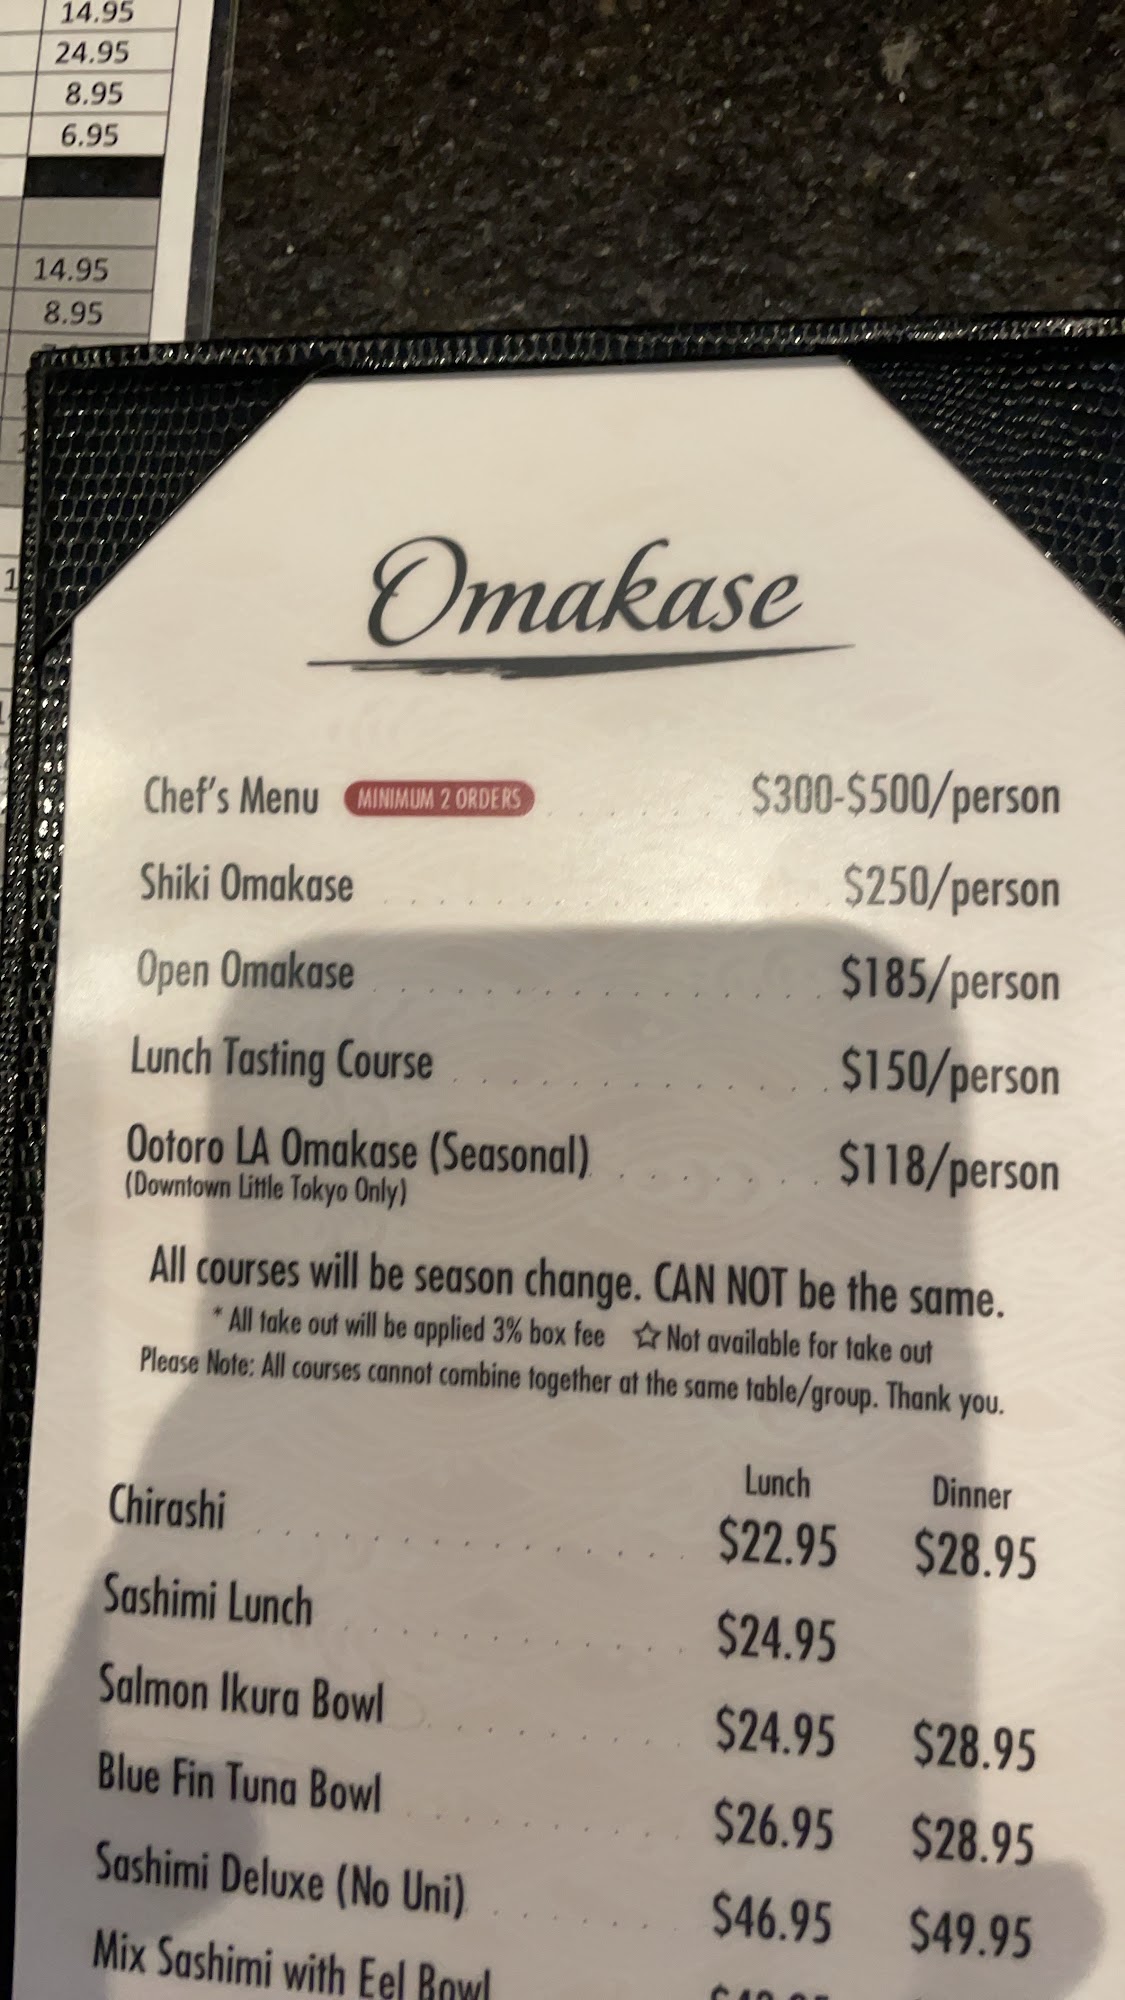 14.95
24.95
8.95
6.95
14.95
8.95
Omakase
Chef's Menu MINIMUM 2 ORDERS $300-$500/person
Shiki Omakase $250/person
Open Omakase $185/person
Lunch Tasting Course $150/person
Ootoro LA Omakase (Seasonal) $118/person
(Downtown Little Tokyo Only)
All courses will be season change. CAN NOT be the same.
* All take out will be applied 3% box fee ☆ Not available for take out
Please Note: All courses cannot combine together at the same table/group. Thank you.
Lunch Dinner
Chirashi $22.95 $28.95
Sashimi Lunch $24.95
Salmon Ikura Bowl $24.95 $28.95
Blue Fin Tuna Bowl $26.95 $28.95
Sashimi Deluxe (No Uni) $46.95 $49.95
Mix Sashimi with Eel Bowl